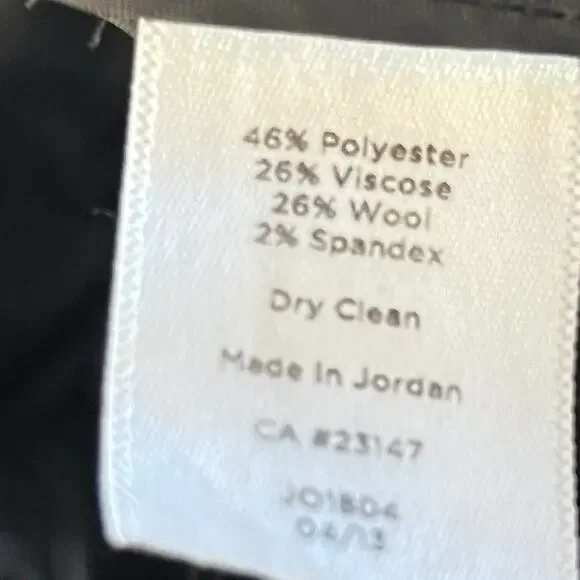 46% Polyester
26% Viscose
26% Wool
2% Spandex
Dry Clean
Made In Jordan
CA #23147
JO1804
04/13